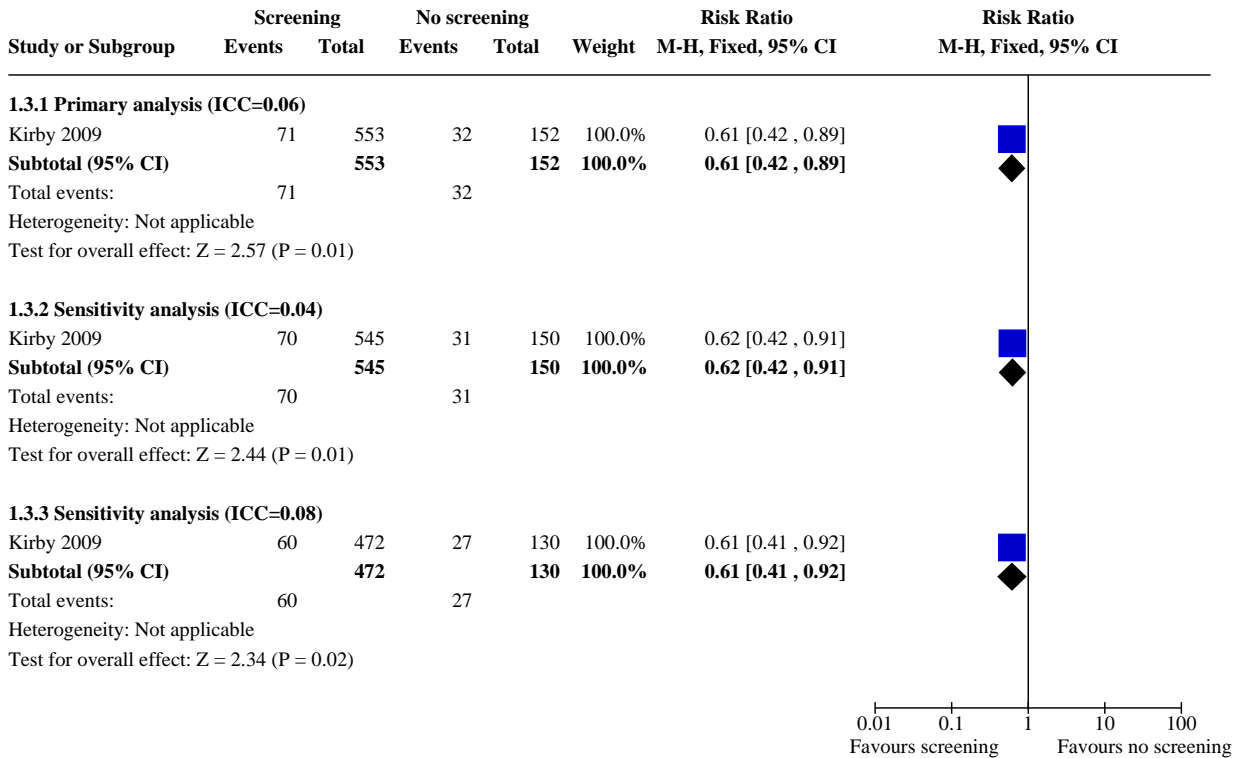 Screening No screening Risk Ratio Risk Ratio
Study or Subgroup Events Total Events Total Weight M-H, Fixed, 95% CI M-H, Fixed, 95% CI
1.3.1 Primary analysis (ICC=0.06)
Kirby 2009 71 553 32 152 100.0% 0.61 [0.42 , 0.89]
Subtotal (95% CI) 553 152 100.0% 0.61 [0.42 , 0.89]
Total events: 71 32
Heterogeneity: Not applicable
Test for overall effect: Z = 2.57 (P = 0.01)
1.3.2 Sensitivity analysis (ICC=0.04)
Kirby 2009 70 545 31 150 100.0% 0.62 [0.42 , 0.91]
Subtotal (95% CI) 545 150 100.0% 0.62 [0.42 , 0.91]
Total events: 70 31
Heterogeneity: Not applicable
Test for overall effect: Z = 2.44 (P = 0.01)
1.3.3 Sensitivity analysis (ICC=0.08)
Kirby 2009 60 472 27 130 100.0% 0.61 [0.41 , 0.92]
Subtotal (95% CI) 472 130 100.0% 0.61 [0.41 , 0.92]
Total events: 60 27
Heterogeneity: Not applicable
Test for overall effect: Z = 2.34 (P = 0.02)
0.01 0.1 1 10 100
Favours screening Favours no screening